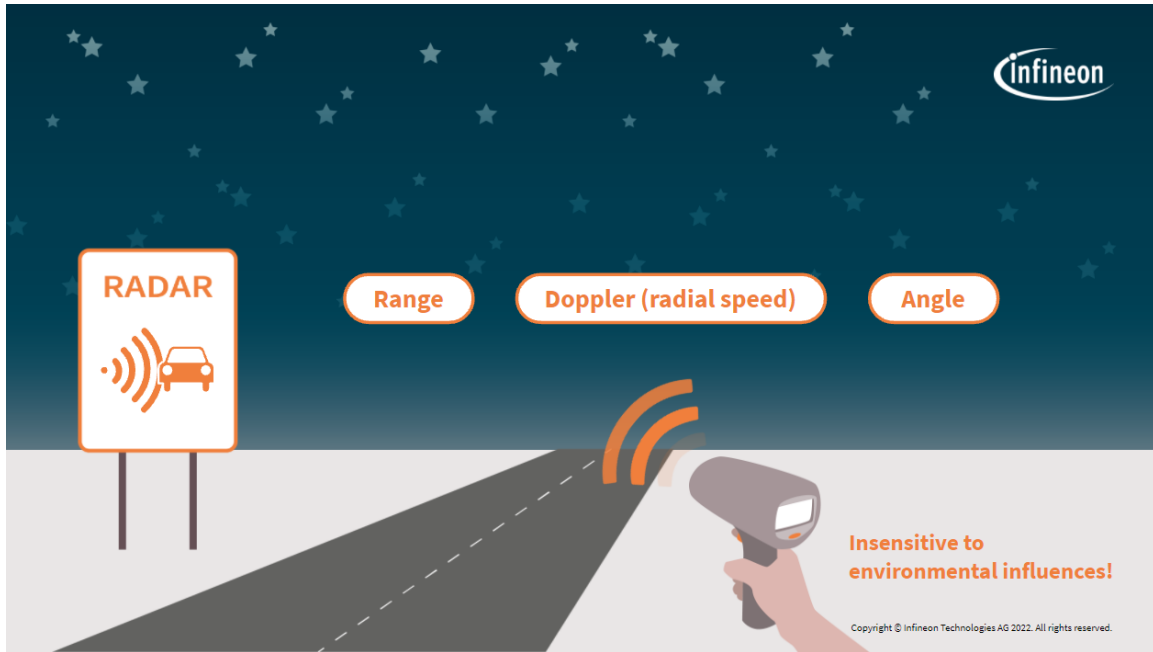 infineon
RADAR
Range
Doppler (radial speed)
Angle
Insensitive to
environmental influences!
Copyright © Infineon Technologies AG 2022. All rights reserved.